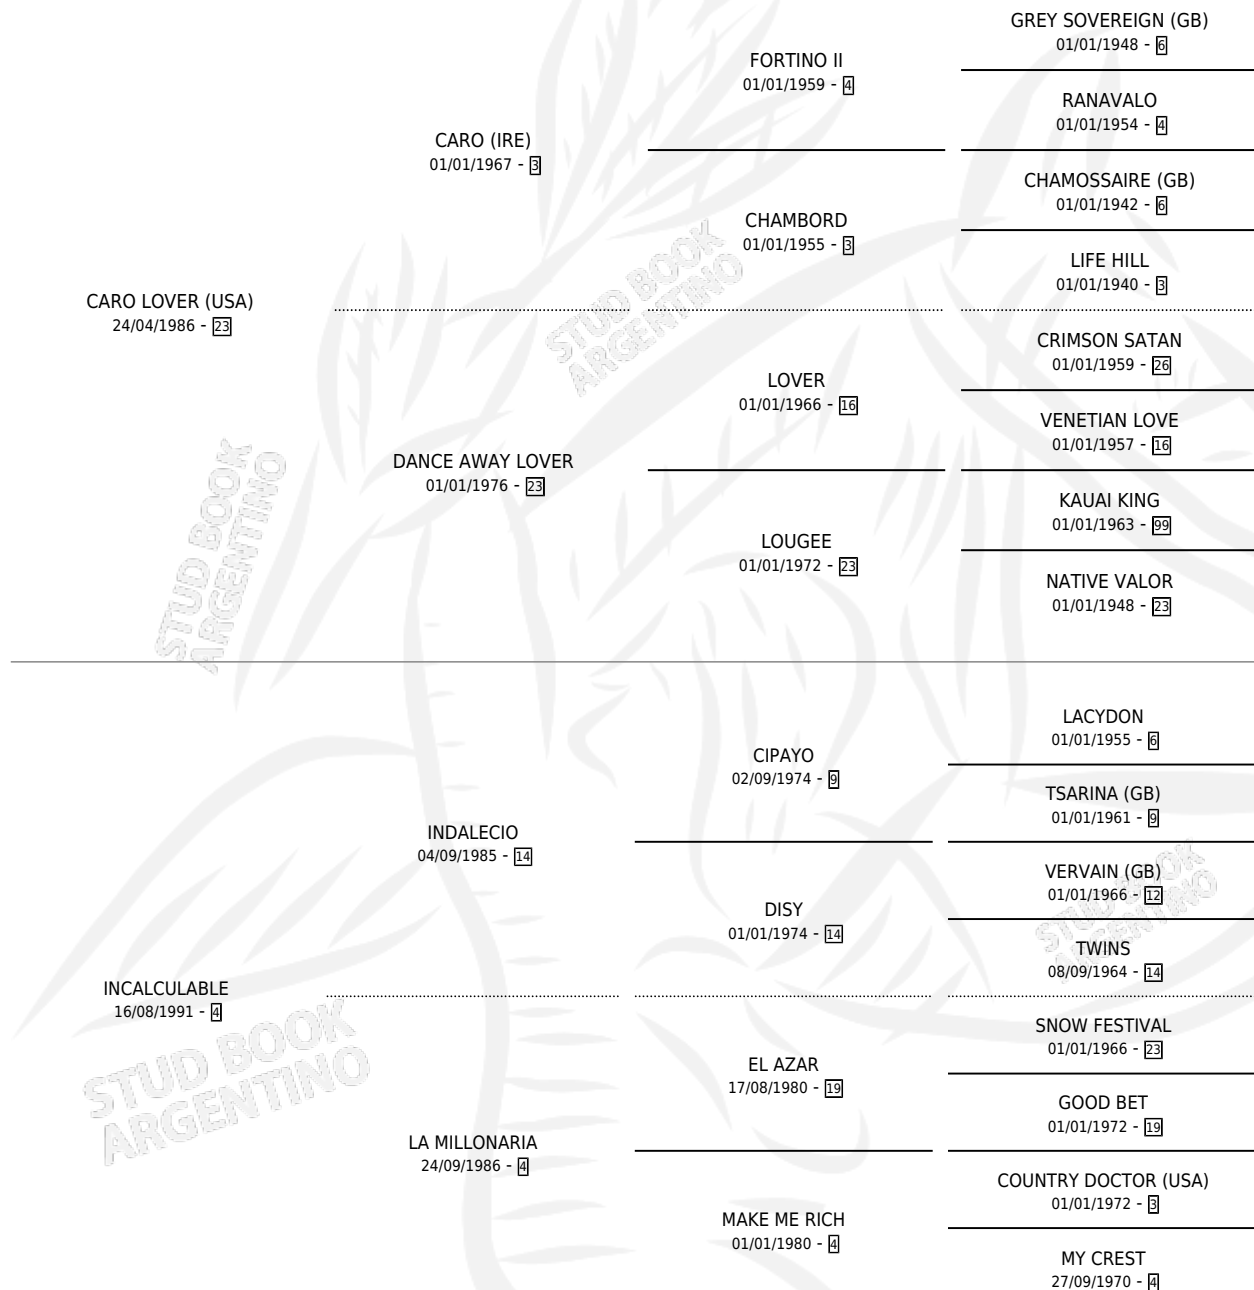 GREY SOVEREIGN (GB)
01/01/1948 - 6
FORTINO II
01/01/1959 - 4
RANAVALO
01/01/1954 - 4
CARO (IRE)
01/01/1967 - 3
CHAMOSSAIRE (GB)
01/01/1942 - 6
CHAMBORD
01/01/1955 - 3
LIFE HILL
01/01/1940 - 3
CARO LOVER (USA)
24/04/1986 - 23
CRIMSON SATAN
01/01/1959 - 26
LOVER
01/01/1966 - 16
VENETIAN LOVE
01/01/1957 - 16
DANCE AWAY LOVER
01/01/1976 - 23
KAUAI KING
01/01/1963 - 99
LOUGEE
01/01/1972 - 23
NATIVE VALOR
01/01/1948 - 23
LACYDON
01/01/1955 - 6
CIPAYO
02/09/1974 - 9
TSARINA (GB)
01/01/1961 - 9
INDALECIO
04/09/1985 - 14
VERVAIN (GB)
01/01/1966 - 12
DISY
01/01/1974 - 14
TWINS
08/09/1964 - 14
INCALCULABLE
16/08/1991 - 4
SNOW FESTIVAL
01/01/1966 - 23
EL AZAR
17/08/1980 - 19
GOOD BET
01/01/1972 - 19
LA MILLONARIA
24/09/1986 - 4
COUNTRY DOCTOR (USA)
01/01/1972 - 3
MAKE ME RICH
01/01/1980 - 4
MY CREST
27/09/1970 - 4
STUD BOOK
ARGENTINO
STUD BOOK
ARGENTINO
STUD BOOK
ARGENTINO
STUD BOOK
ARGENTINO